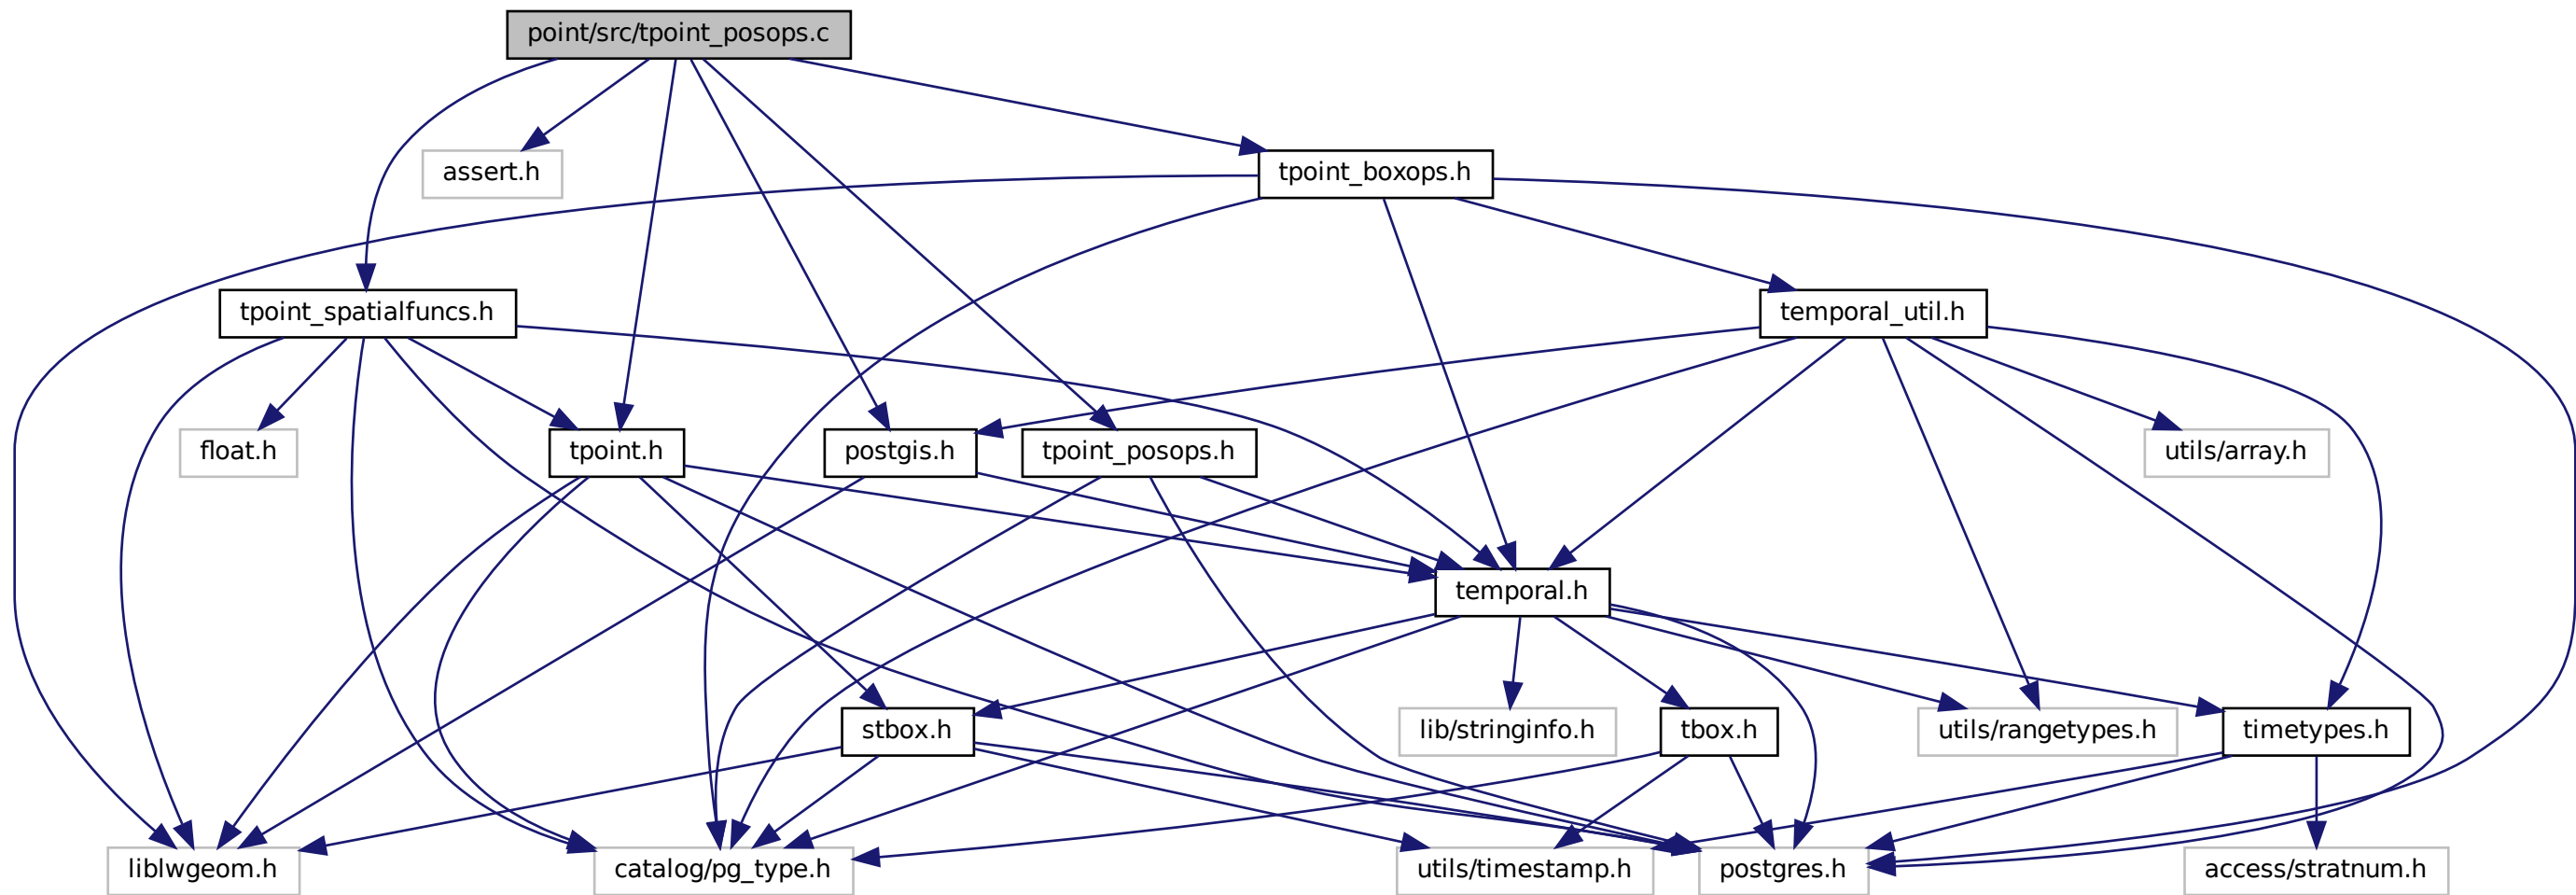 point/src/tpoint_posops.c
assert.h
tpoint_boxops.h
tpoint_spatialfuncs.h
temporal_util.h
float.h
tpoint.h
postgis.h
tpoint_posops.h
utils/array.h
temporal.h
stbox.h
lib/stringinfo.h
tbox.h
utils/rangetypes.h
timetypes.h
liblwgeom.h
catalog/pg_type.h
utils/timestamp.h
postgres.h
access/stratnum.h